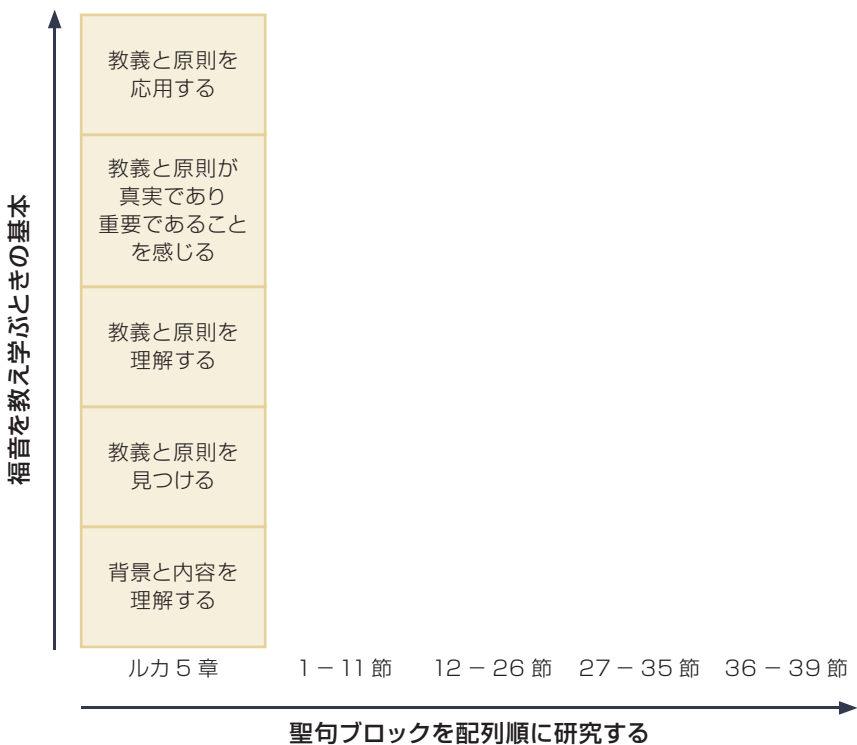 教義と原則を
応用する
教義と原則が
真実であり
重要であること
を感じる
教義と原則を
理解する
教義と原則を
見つける
背景と内容を
理解する
福音を教え学ぶときの基本
ルカ 5 章
1 − 11 節
12 − 26 節
27 − 35 節
36 − 39 節
聖句ブロックを配列順に研究する